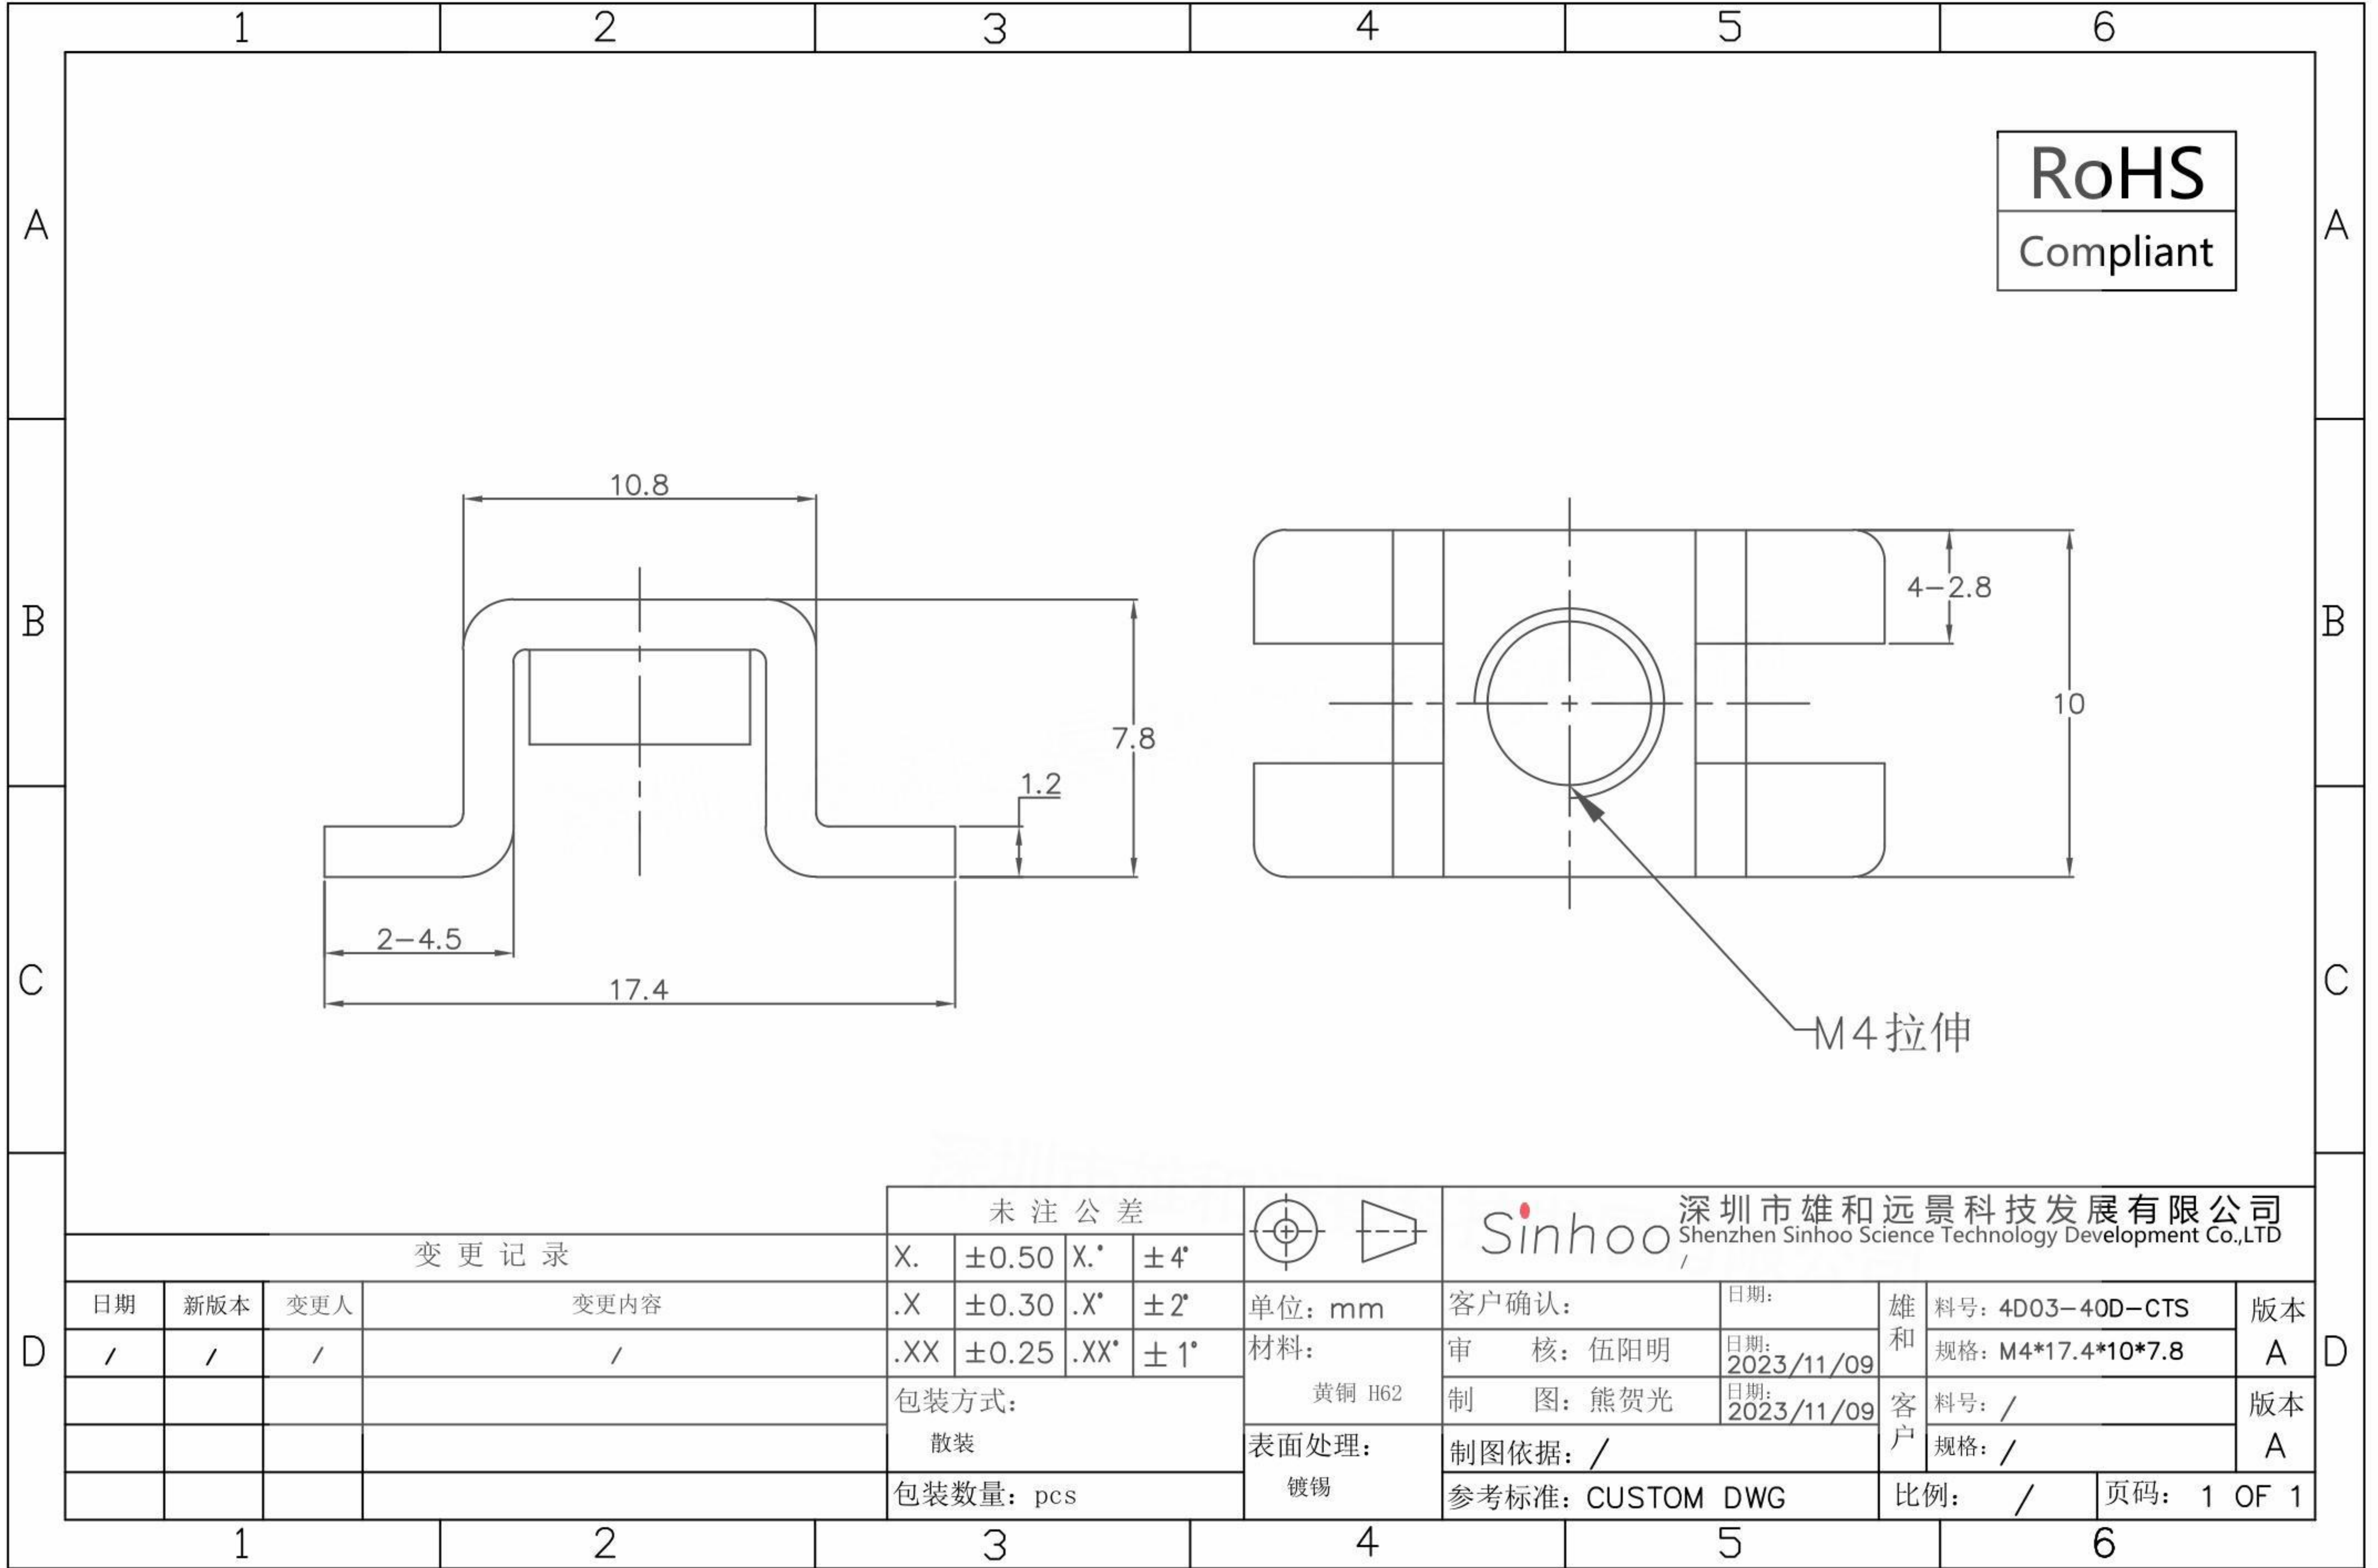 1 2 3 4 5 6
A A
B B
C C
D D
RoHS
Compliant
10.8
7.8
1.2
2-4.5
17.4
4-2.8
10
M4拉伸
变更记录
日期 新版本 变更人 变更内容
/ / / /
未注公差
X. ±0.50 X.° ±4°
.X ±0.30 .X° ±2°
.XX ±0.25 .XX° ±1°
包装方式:
散装
包装数量: pcs
单位: mm
材料:
黄铜 H62
表面处理:
镀锡
Sinhoo
深圳市雄和远景科技发展有限公司
Shenzhen Sinhoo Science Technology Development Co.,LTD
/
客户确认: 日期:
审 核: 伍阳明 日期: 2023/11/09
制 图: 熊贺光 日期: 2023/11/09
制图依据: /
参考标准: CUSTOM DWG
雄和
料号: 4D03-40D-CTS 版本
规格: M4*17.4*10*7.8 A
客户
料号: / 版本
规格: / A
比例: / 页码: 1 OF 1
1 2 3 4 5 6